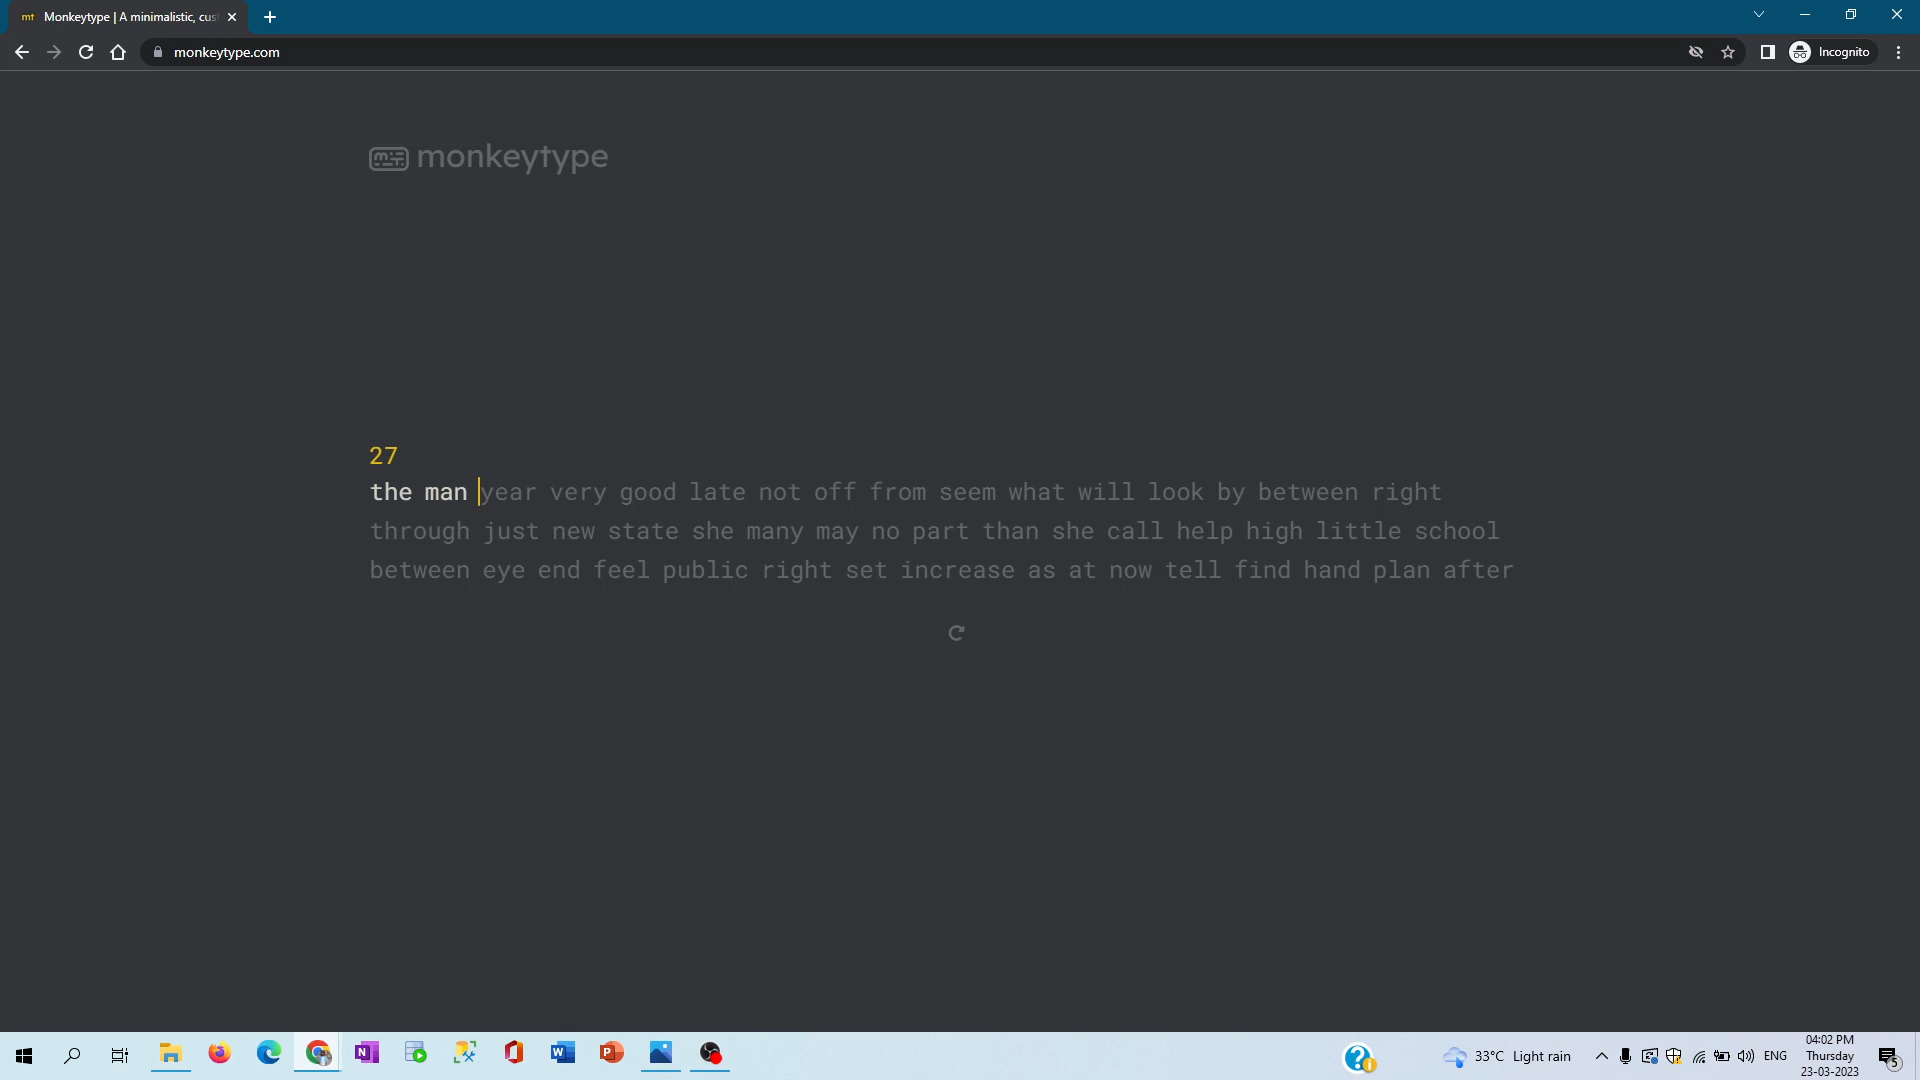 mt Monkeytype | A minimalistic, cus
monkeytype.com
Incognito
monkeytype
27
the man year very good late not off from seem what will look by between right
through just new state she many may no part than she call help high little school
between eye end feel public right set increase as at now tell find hand plan after
33°C Light rain
ENG
04:02 PM
Thursday
23-03-2023
5